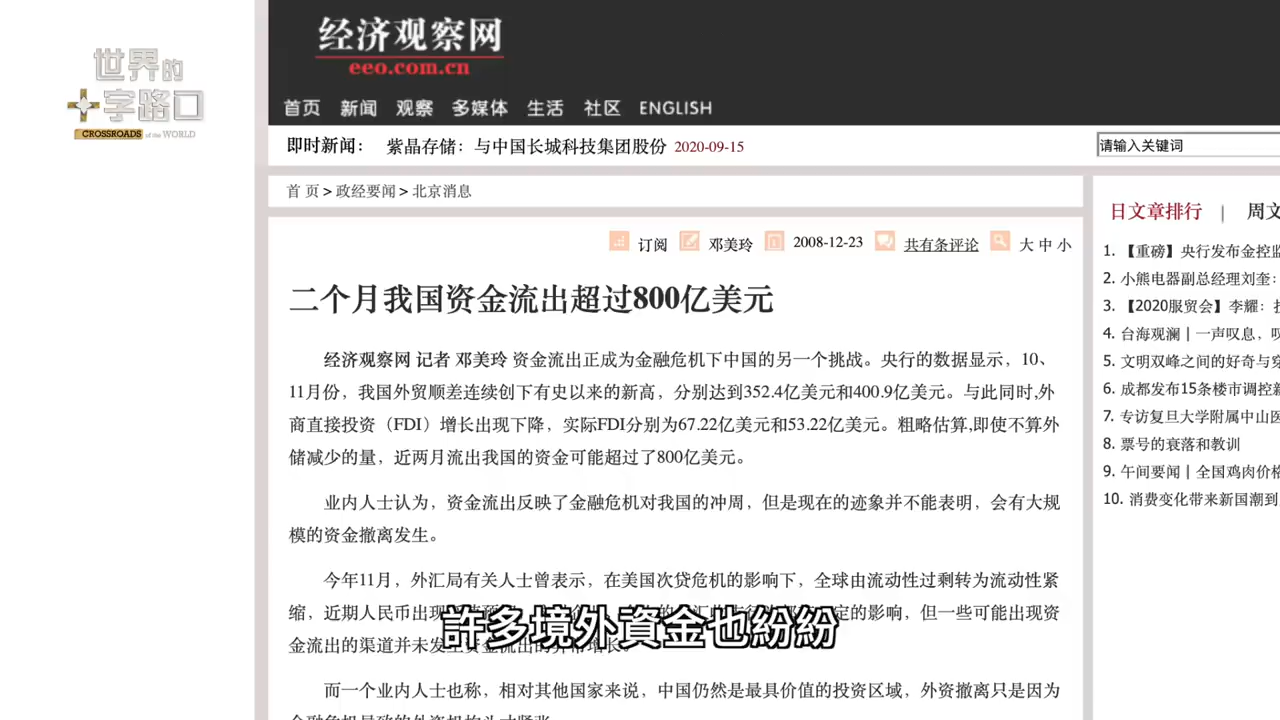 世界的
十字路口
CROSSROADS of the WORLD
经济观察网
eeo.com.cn
首页 新闻 观察 多媒体 生活 社区 ENGLISH
即时新闻： 紫晶存储：与中国长城科技集团股份 2020-09-15
请输入关键词
首 页 > 政经要闻 > 北京消息
订阅 邓美玲 2008-12-23 共有条评论 大 中 小
二个月我国资金流出超过800亿美元
经济观察网 记者 邓美玲 资金流出正成为金融危机下中国的另一个挑战。央行的数据显示，10、
11月份，我国外贸顺差连续创下有史以来的新高，分别达到352.4亿美元和400.9亿美元。与此同时,外
商直接投资（FDI）增长出现下降，实际FDI分别为67.22亿美元和53.22亿美元。粗略估算,即使不算外
储减少的量，近两月流出我国的资金可能超过了800亿美元。
业内人士认为，资金流出反映了金融危机对我国的冲周，但是现在的迹象并不能表明，会有大规
模的资金撤离发生。
今年11月，外汇局有关人士曾表示，在美国次贷危机的影响下，全球由流动性过剩转为流动性紧
缩，近期人民币出现 定的影响，但一些可能出现资
金流出的渠道并未发生资金流出的异常增长。
許多境外資金也紛紛
而一个业内人士也称，相对其他国家来说，中国仍然是最具价值的投资区域，外资撤离只是因为
日文章排行 | 周文
1. 【重磅】央行发布金控监
2. 小熊电器副总经理刘奎：
3. 【2020服贸会】李耀：
4. 台海观澜 | 一声叹息，叹
5. 文明双峰之间的好奇与
6. 成都发布15条楼市调控新
7. 专访复旦大学附属中山医
8. 票号的衰落和教训
9. 午间要闻 | 全国鸡肉价格
10. 消费变化带来新国潮到